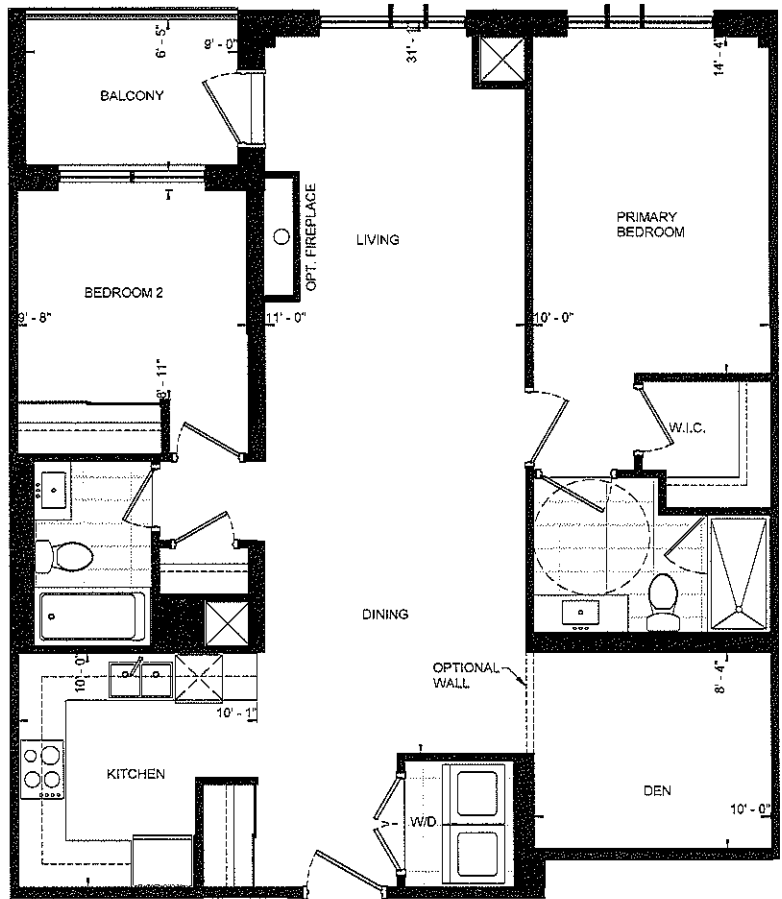 6' - 5"
9' - 0"
BALCONY
31' - 1"
14' - 4"
OPT. FIREPLACE
LIVING
PRIMARY
BEDROOM
BEDROOM 2
9' - 8"
11' - 0"
10' - 0"
8' - 11"
W.I.C.
DINING
OPTIONAL
WALL
10' - 0"
8' - 4"
10' - 1"
KITCHEN
W/D
DEN
10' - 0"